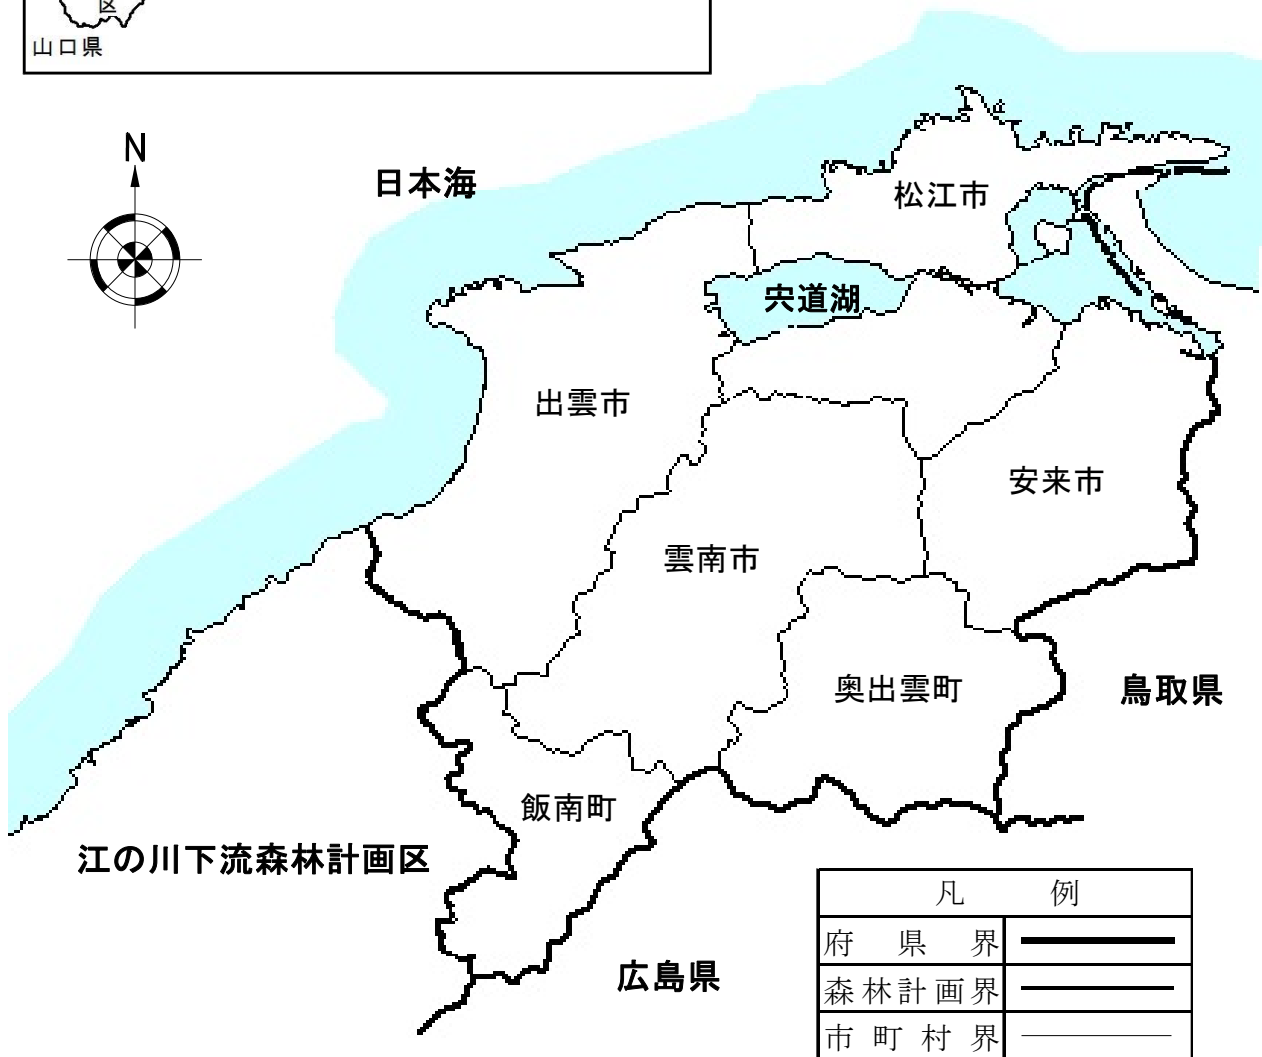 区
山口県
N
日本海
松江市
宍道湖
出雲市
安来市
雲南市
奥出雲町
鳥取県
飯南町
江の川下流森林計画区
広島県
凡 例
府 県 界
森林計画界
市 町 村 界